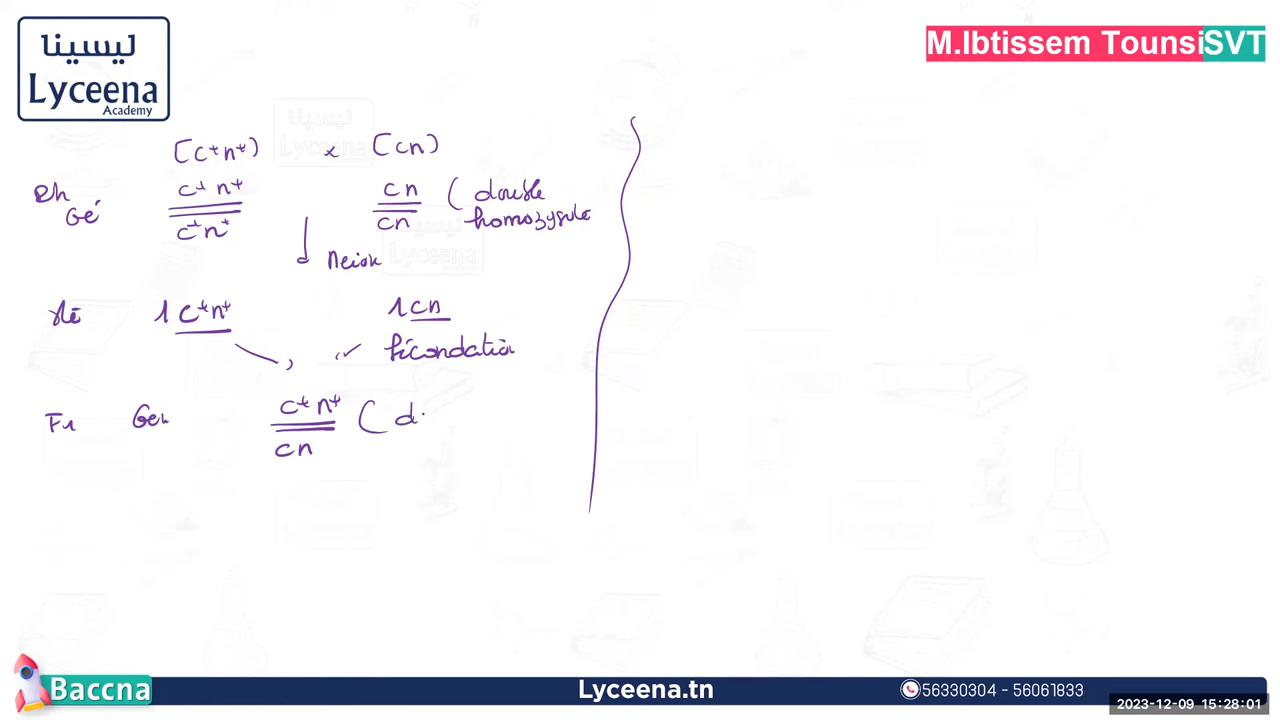 ليسينا
Lyceena
Academy
M.Ibtissem Tounsi SVT
[c+n+) x [cn)
Ph
Gé
c+ n+
c+ n+
cn
cn
( double
homozygote
Meiose
1 c+n+
1 cn
fécondation
F1 Gen
c+ n+
cn
( d
Baccna
Lyceena.tn
56330304 - 56061833
2023-12-09 15:28:01